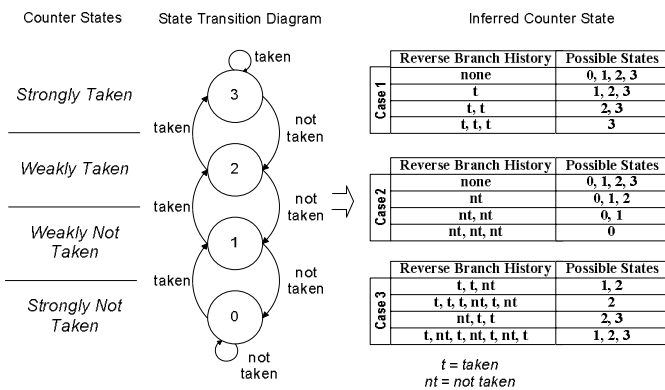 Counter States
State Transition Diagram
Inferred Counter State
Strongly Taken
Weakly Taken
Weakly Not
Taken
Strongly Not
Taken
taken
3
taken
not
taken
2
taken
not
taken
1
taken
not
taken
0
not
taken
Case 1
Reverse Branch History Possible States
none 0, 1, 2, 3
t 1, 2, 3
t, t 2, 3
t, t, t 3
Case 2
Reverse Branch History Possible States
none 0, 1, 2, 3
nt 0, 1, 2
nt, nt 0, 1
nt, nt, nt 0
Case 3
Reverse Branch History Possible States
t, t, nt 1, 2
t, t, t, nt, t, nt 2
nt, t, t 2, 3
t, nt, t, nt, t, nt, t 1, 2, 3
t = taken
nt = not taken